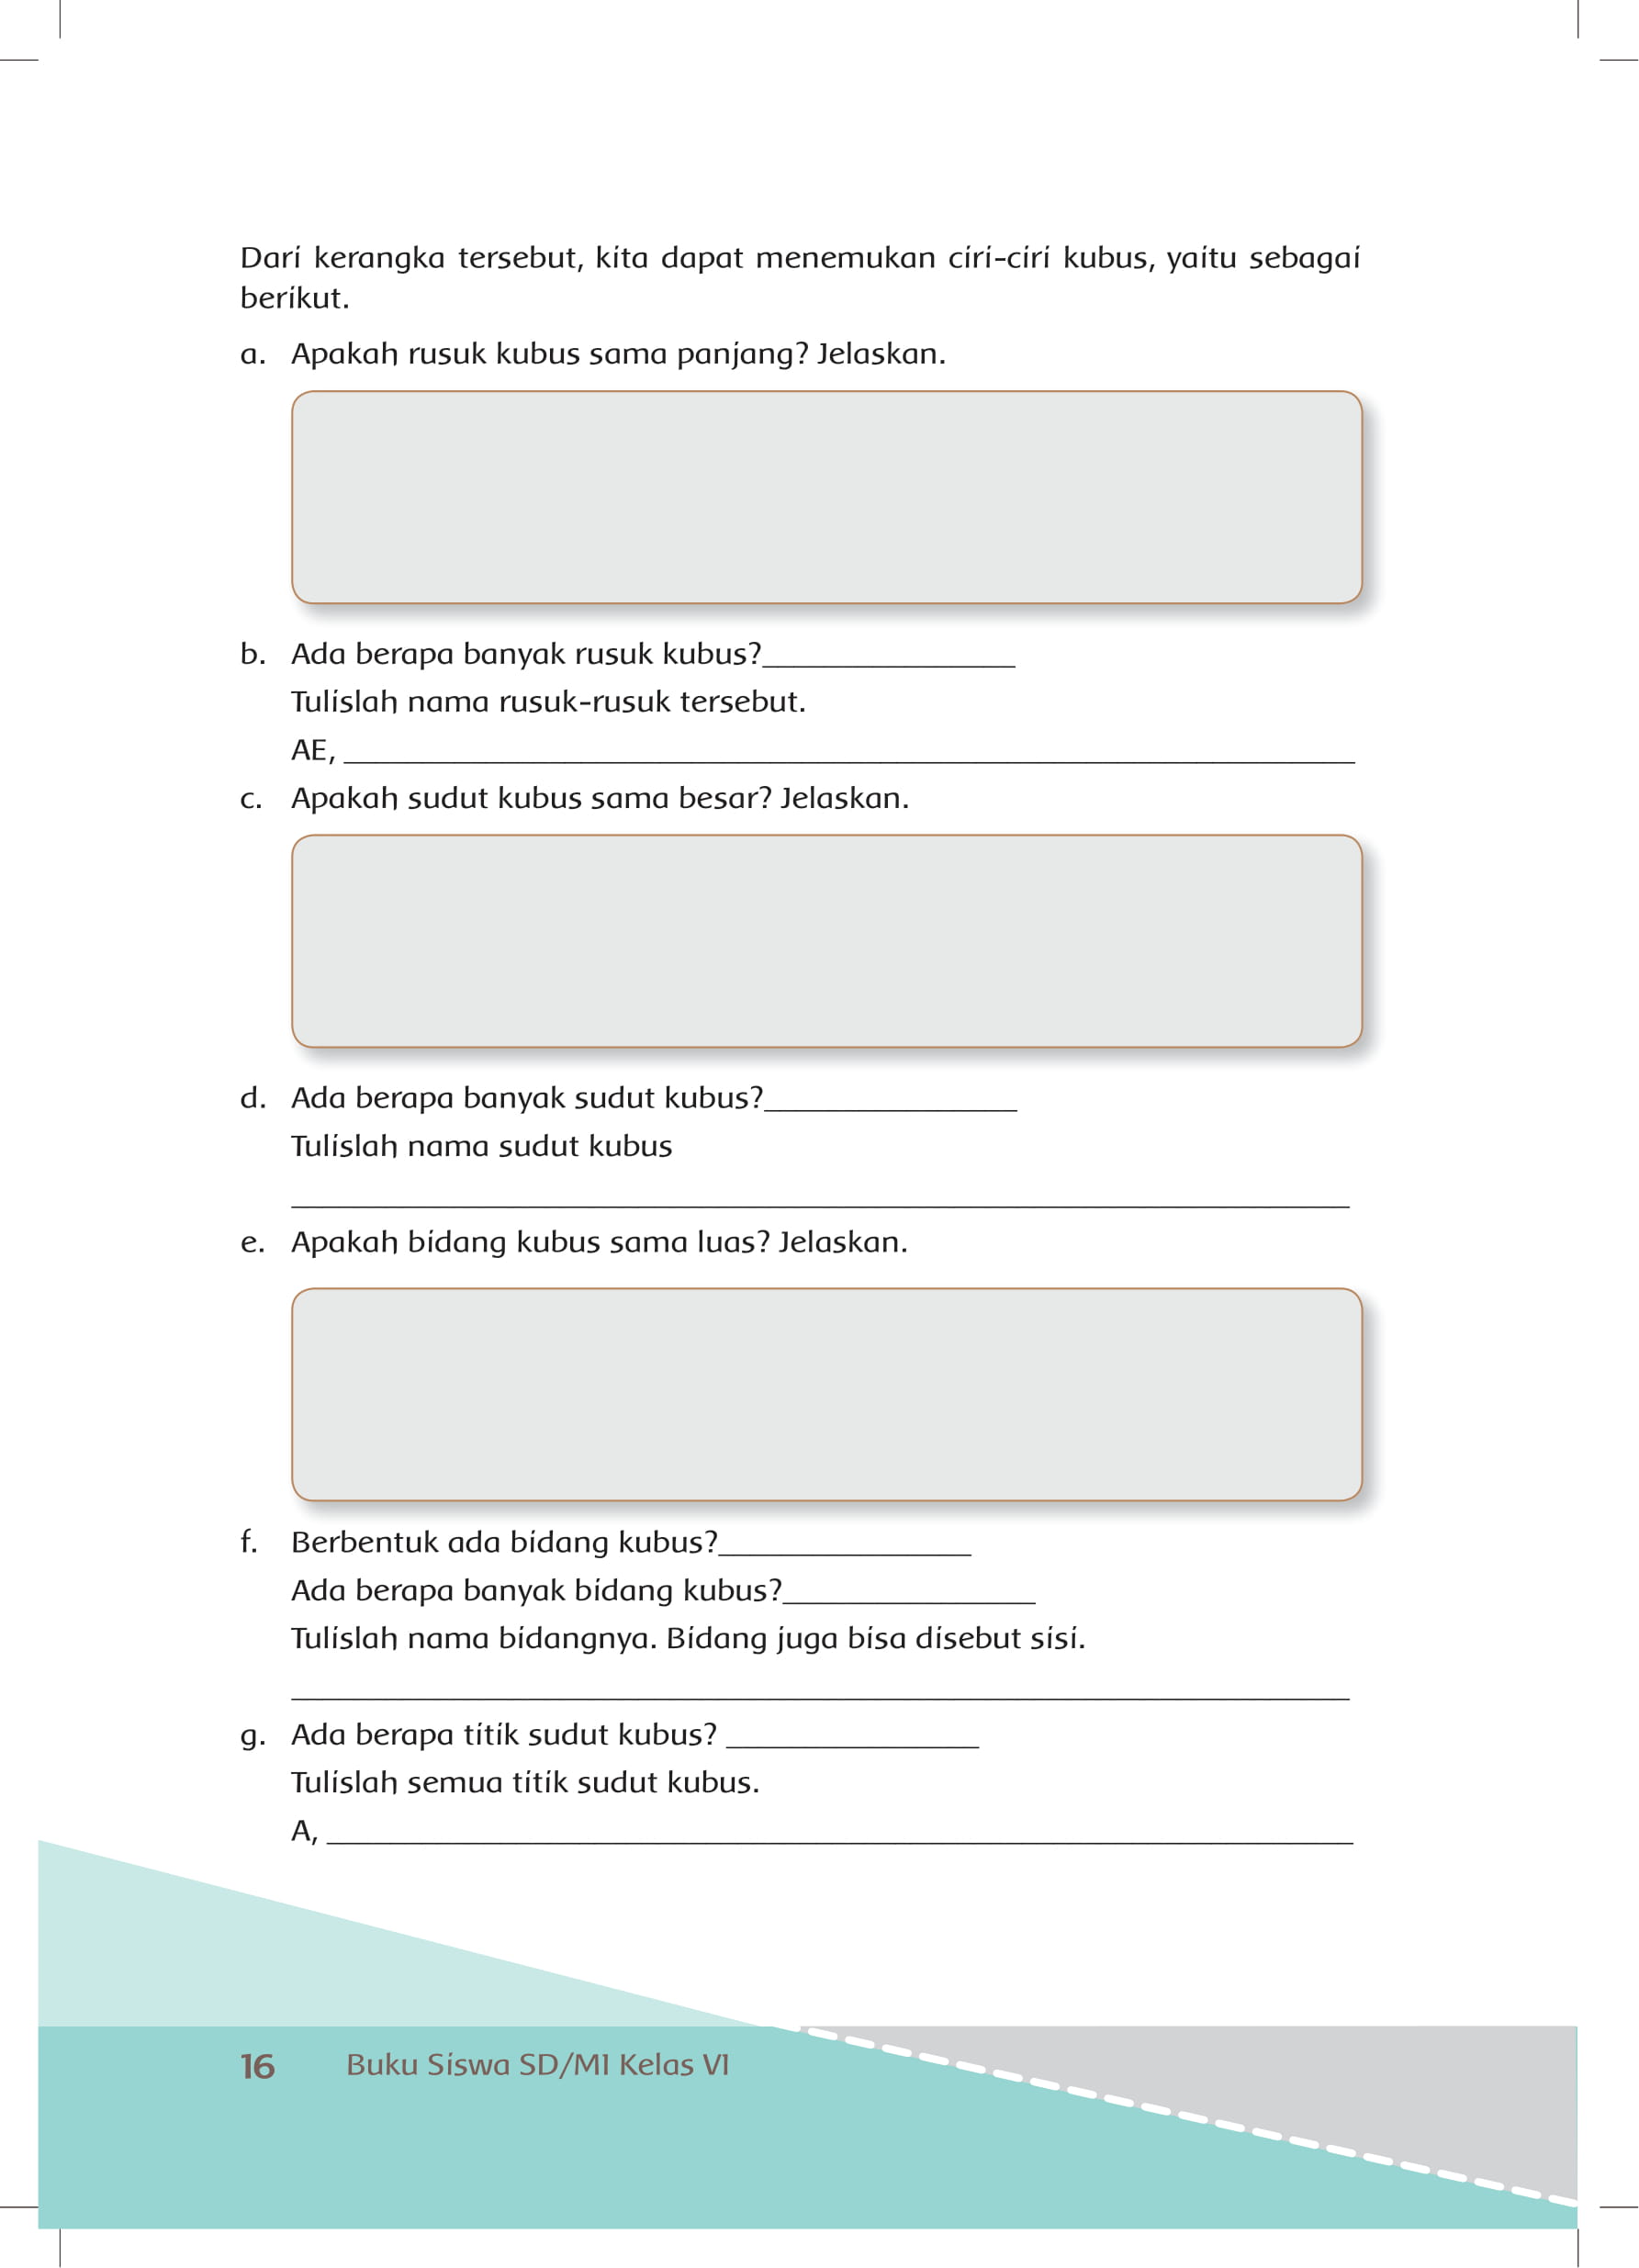 Dari kerangka tersebut, kita dapat menemukan ciri-ciri kubus, yaitu sebagai
berikut.
a. Apakah rusuk kubus sama panjang? Jelaskan.
b. Ada berapa banyak rusuk kubus?________________
Tulislah nama rusuk-rusuk tersebut.
AE, ________________________________________________________________
c. Apakah sudut kubus sama besar? Jelaskan.
d. Ada berapa banyak sudut kubus?________________
Tulislah nama sudut kubus
___________________________________________________________________
e. Apakah bidang kubus sama luas? Jelaskan.
f. Berbentuk ada bidang kubus?________________
Ada berapa banyak bidang kubus?________________
Tulislah nama bidangnya. Bidang juga bisa disebut sisi.
___________________________________________________________________
g. Ada berapa titik sudut kubus? ________________
Tulislah semua titik sudut kubus.
A, _________________________________________________________________
16 Buku Siswa SD/MI Kelas VI